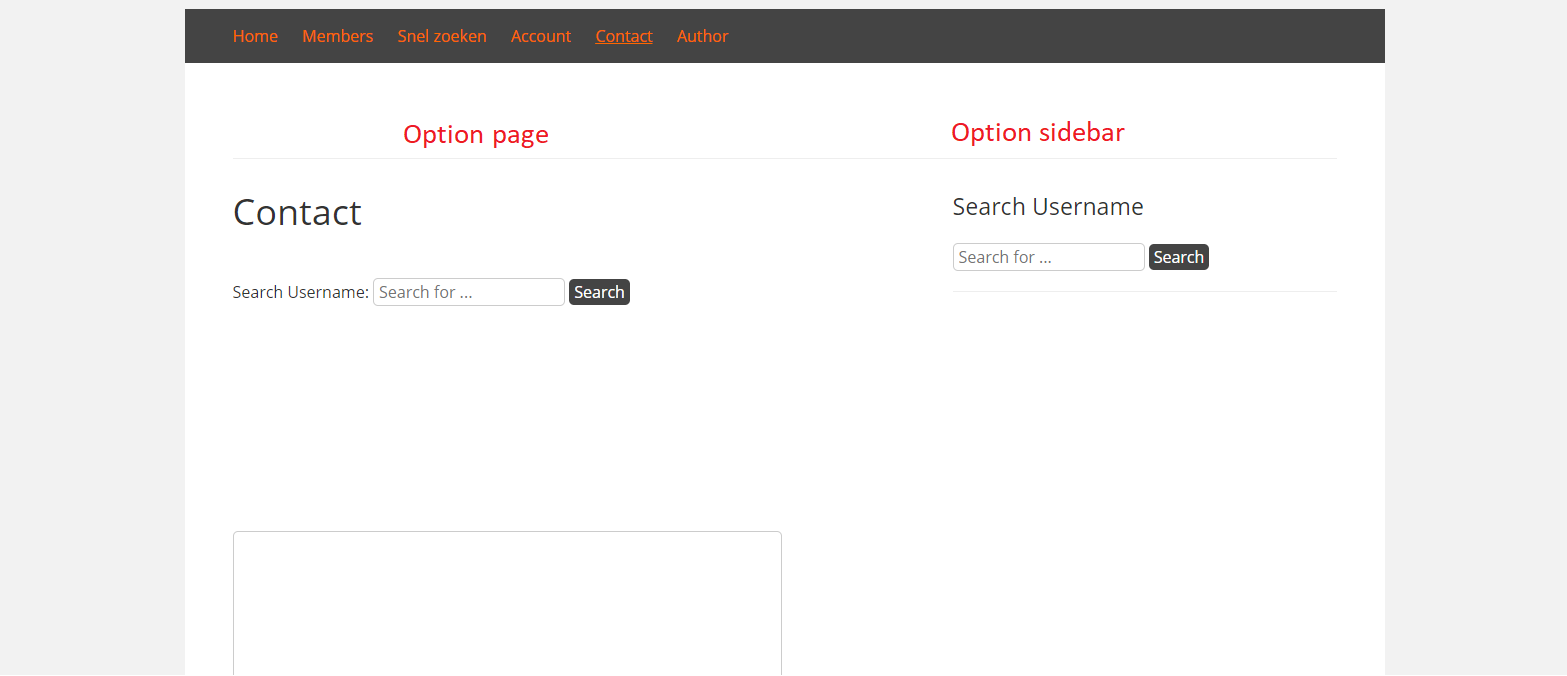 Home Members Snel zoeken Account Contact Author
Option page
Option sidebar
Contact
Search Username: Search for ... Search
Search Username
Search for ... Search